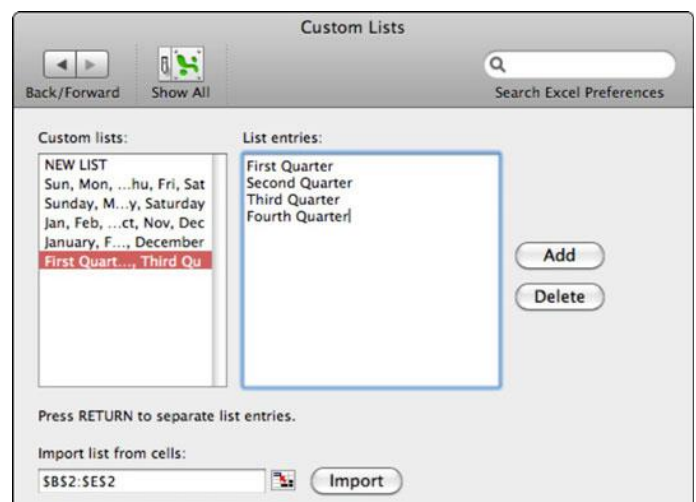 Custom Lists
Back/Forward
Show All
Search Excel Preferences
Custom lists:
List entries:
NEW LIST
Sun, Mon, ...hu, Fri, Sat
Sunday, M...y, Saturday
Jan, Feb, ...ct, Nov, Dec
January, F..., December
First Quart..., Third Qu
First Quarter
Second Quarter
Third Quarter
Fourth Quarter
Add
Delete
Press RETURN to separate list entries.
Import list from cells:
$B$2:$E$2
Import